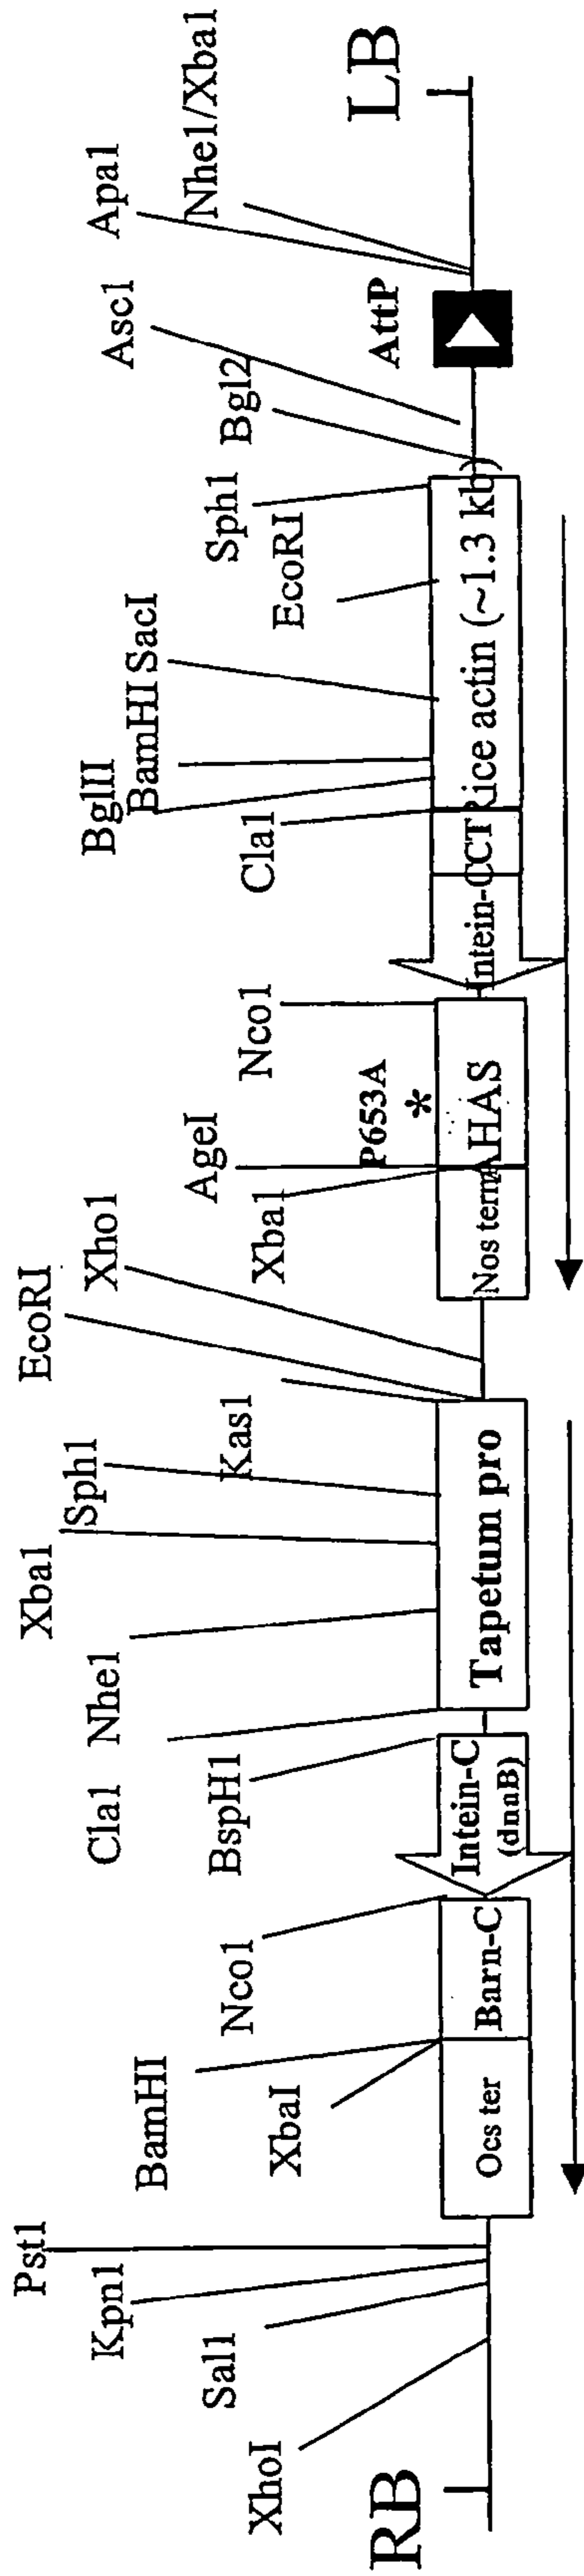 RB
XhoI
Sal1
Kpn1
Pst1
Ocs ter
XbaI
BamHI
Barn-C
Nco1
Intein-C
(dnaB)
BspH1
Cla1
Nhe1
Xba1
Sph1
Tapetum pro
Kas1
EcoRI
Xho1
Nos term
Xba1
AgeI
AHAS
P653A
*
Nco1
Intein-C
CT
Cla1
BglII
BamHI
SacI
Rice actin (~1.3 kb)
EcoRI
Sph1
Bgl2
Asc1
AttP
Apa1
Nhe1/Xba1
LB